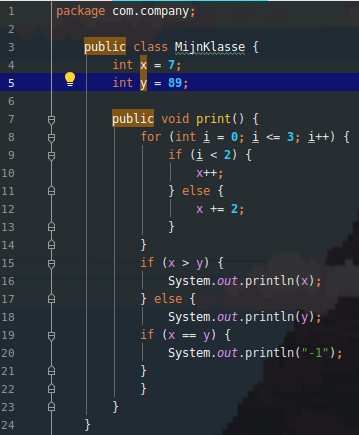 1 package com.company;
2
3 public class MijnKlasse {
4 int x = 7;
5 int y = 89;
6
7 public void print() {
8 for (int i = 0; i <= 3; i++) {
9 if (i < 2) {
10 x++;
11 } else {
12 x += 2;
13 }
14 }
15 if (x > y) {
16 System.out.println(x);
17 } else {
18 System.out.println(y);
19 if (x == y) {
20 System.out.println("-1");
21 }
22 }
23 }
24 }